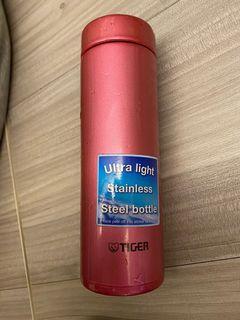 Ultra light
Stainless
Steel bottle
TIGER